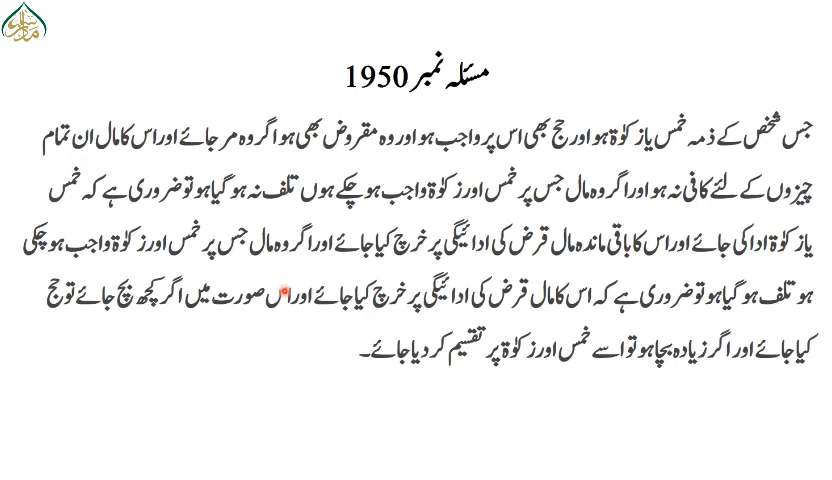 مسئلہ نمبر 1950
جس شخص کے ذمہ خمس یا زکوٰۃ ہو اور حج بھی اس پر واجب ہو اور وہ مقروض بھی ہو اگر وہ مر جائے اور اس کا مال ان تمام
چیزوں کے لئے کافی نہ ہو اور اگر وہ مال جس پر خمس اور زکوٰۃ واجب ہو چکے ہوں تلف نہ ہو گیا ہو تو ضروری ہے کہ خمس
یا زکوٰۃ ادا کی جائے اور اس کا باقی ماندہ مال قرض کی ادائیگی پر خرچ کیا جائے اور اگر وہ مال جس پر خمس اور زکوٰۃ واجب ہو چکی
ہو تلف ہو گیا ہو تو ضروری ہے کہ اس کا مال قرض کی ادائیگی پر خرچ کیا جائے اور اس صورت میں اگر کچھ بچ جائے تو حج
کیا جائے اور اگر زیادہ بچا ہو تو اسے خمس اور زکوٰۃ پر تقسیم کر دیا جائے۔